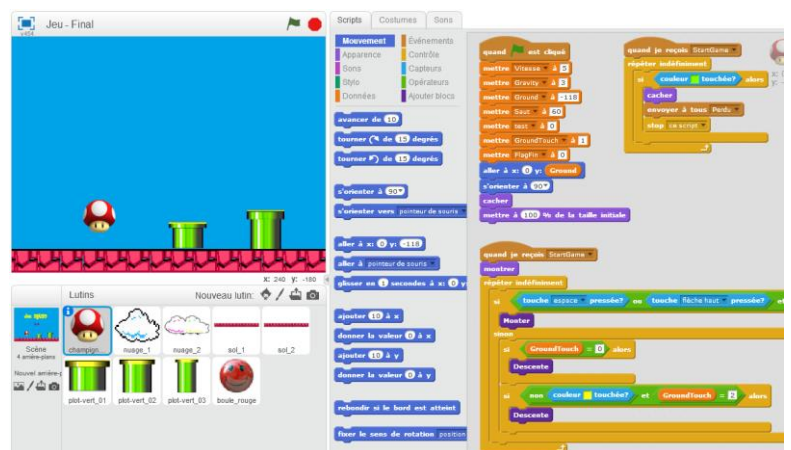 Jeu - Final
v454
X: 240 y: -180
Lutins
Nouveau lutin:
Scène
4 arrière-plans
Nouvel arrière-p
champign...
nuage_1
nuage_2
sol_1
sol_2
plot-vert_01
plot-vert_02
plot-vert_03
boule_rouge
Scripts
Costumes
Sons
Mouvement
Événements
Apparence
Contrôle
Sons
Capteurs
Stylo
Opérateurs
Données
Ajouter blocs
avancer de 10
tourner de 15 degrés
tourner de 15 degrés
s'orienter à 90
s'orienter vers pointeur de souris
aller à x: 0 y: -118
aller à pointeur de souris
glisser en 1 secondes à x: 0 y:
ajouter 10 à x
donner la valeur 0 à x
ajouter 10 à y
donner la valeur 0 à y
rebondir si le bord est atteint
fixer le sens de rotation position
quand est cliqué
mettre Vitesse à 5
mettre Gravity à 3
mettre Ground à -118
mettre Saut à 60
mettre test à 0
mettre GroundTouch à 1
mettre FlagFin à 0
aller à x: 0 y: Ground
s'orienter à 90
cacher
mettre à 100 % de la taille initiale
quand je reçois StartGame
répéter indéfiniment
si couleur touchée? alors
cacher
envoyer à tous Perdu
stop ce script
quand je reçois StartGame
montrer
répéter indéfiniment
si touche espace pressée? ou touche flèche haut pressée? et
Monter
sinon
si GroundTouch = 0 alors
Descente
si non couleur touchée? et GroundTouch = 2 alors
Descente